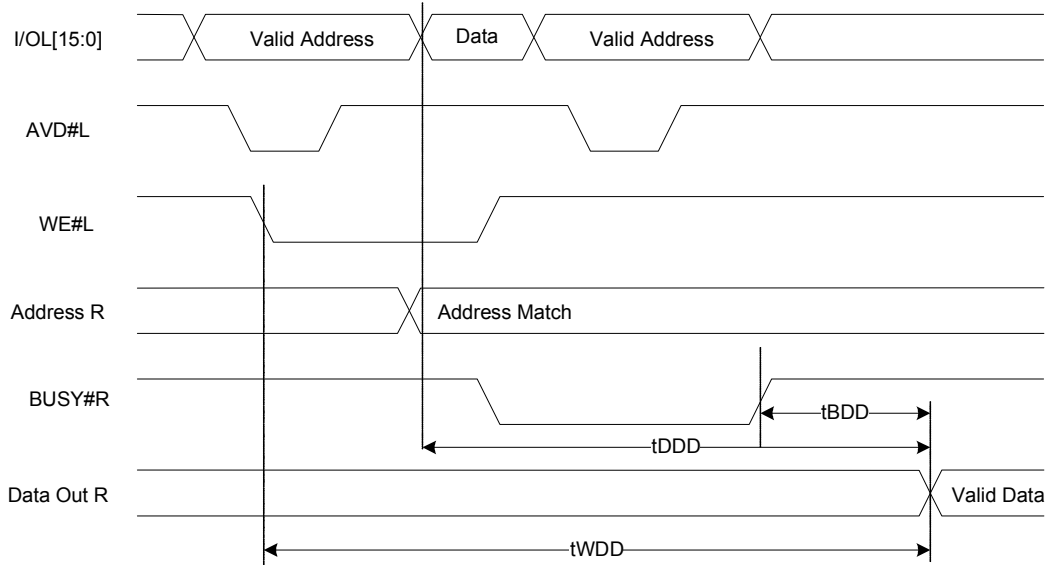 I/OL[15:0]
Valid Address
Data
Valid Address
AVD#L
WE#L
Address R
Address Match
BUSY#R
tBDD
tDDD
Data Out R
Valid Data
tWDD